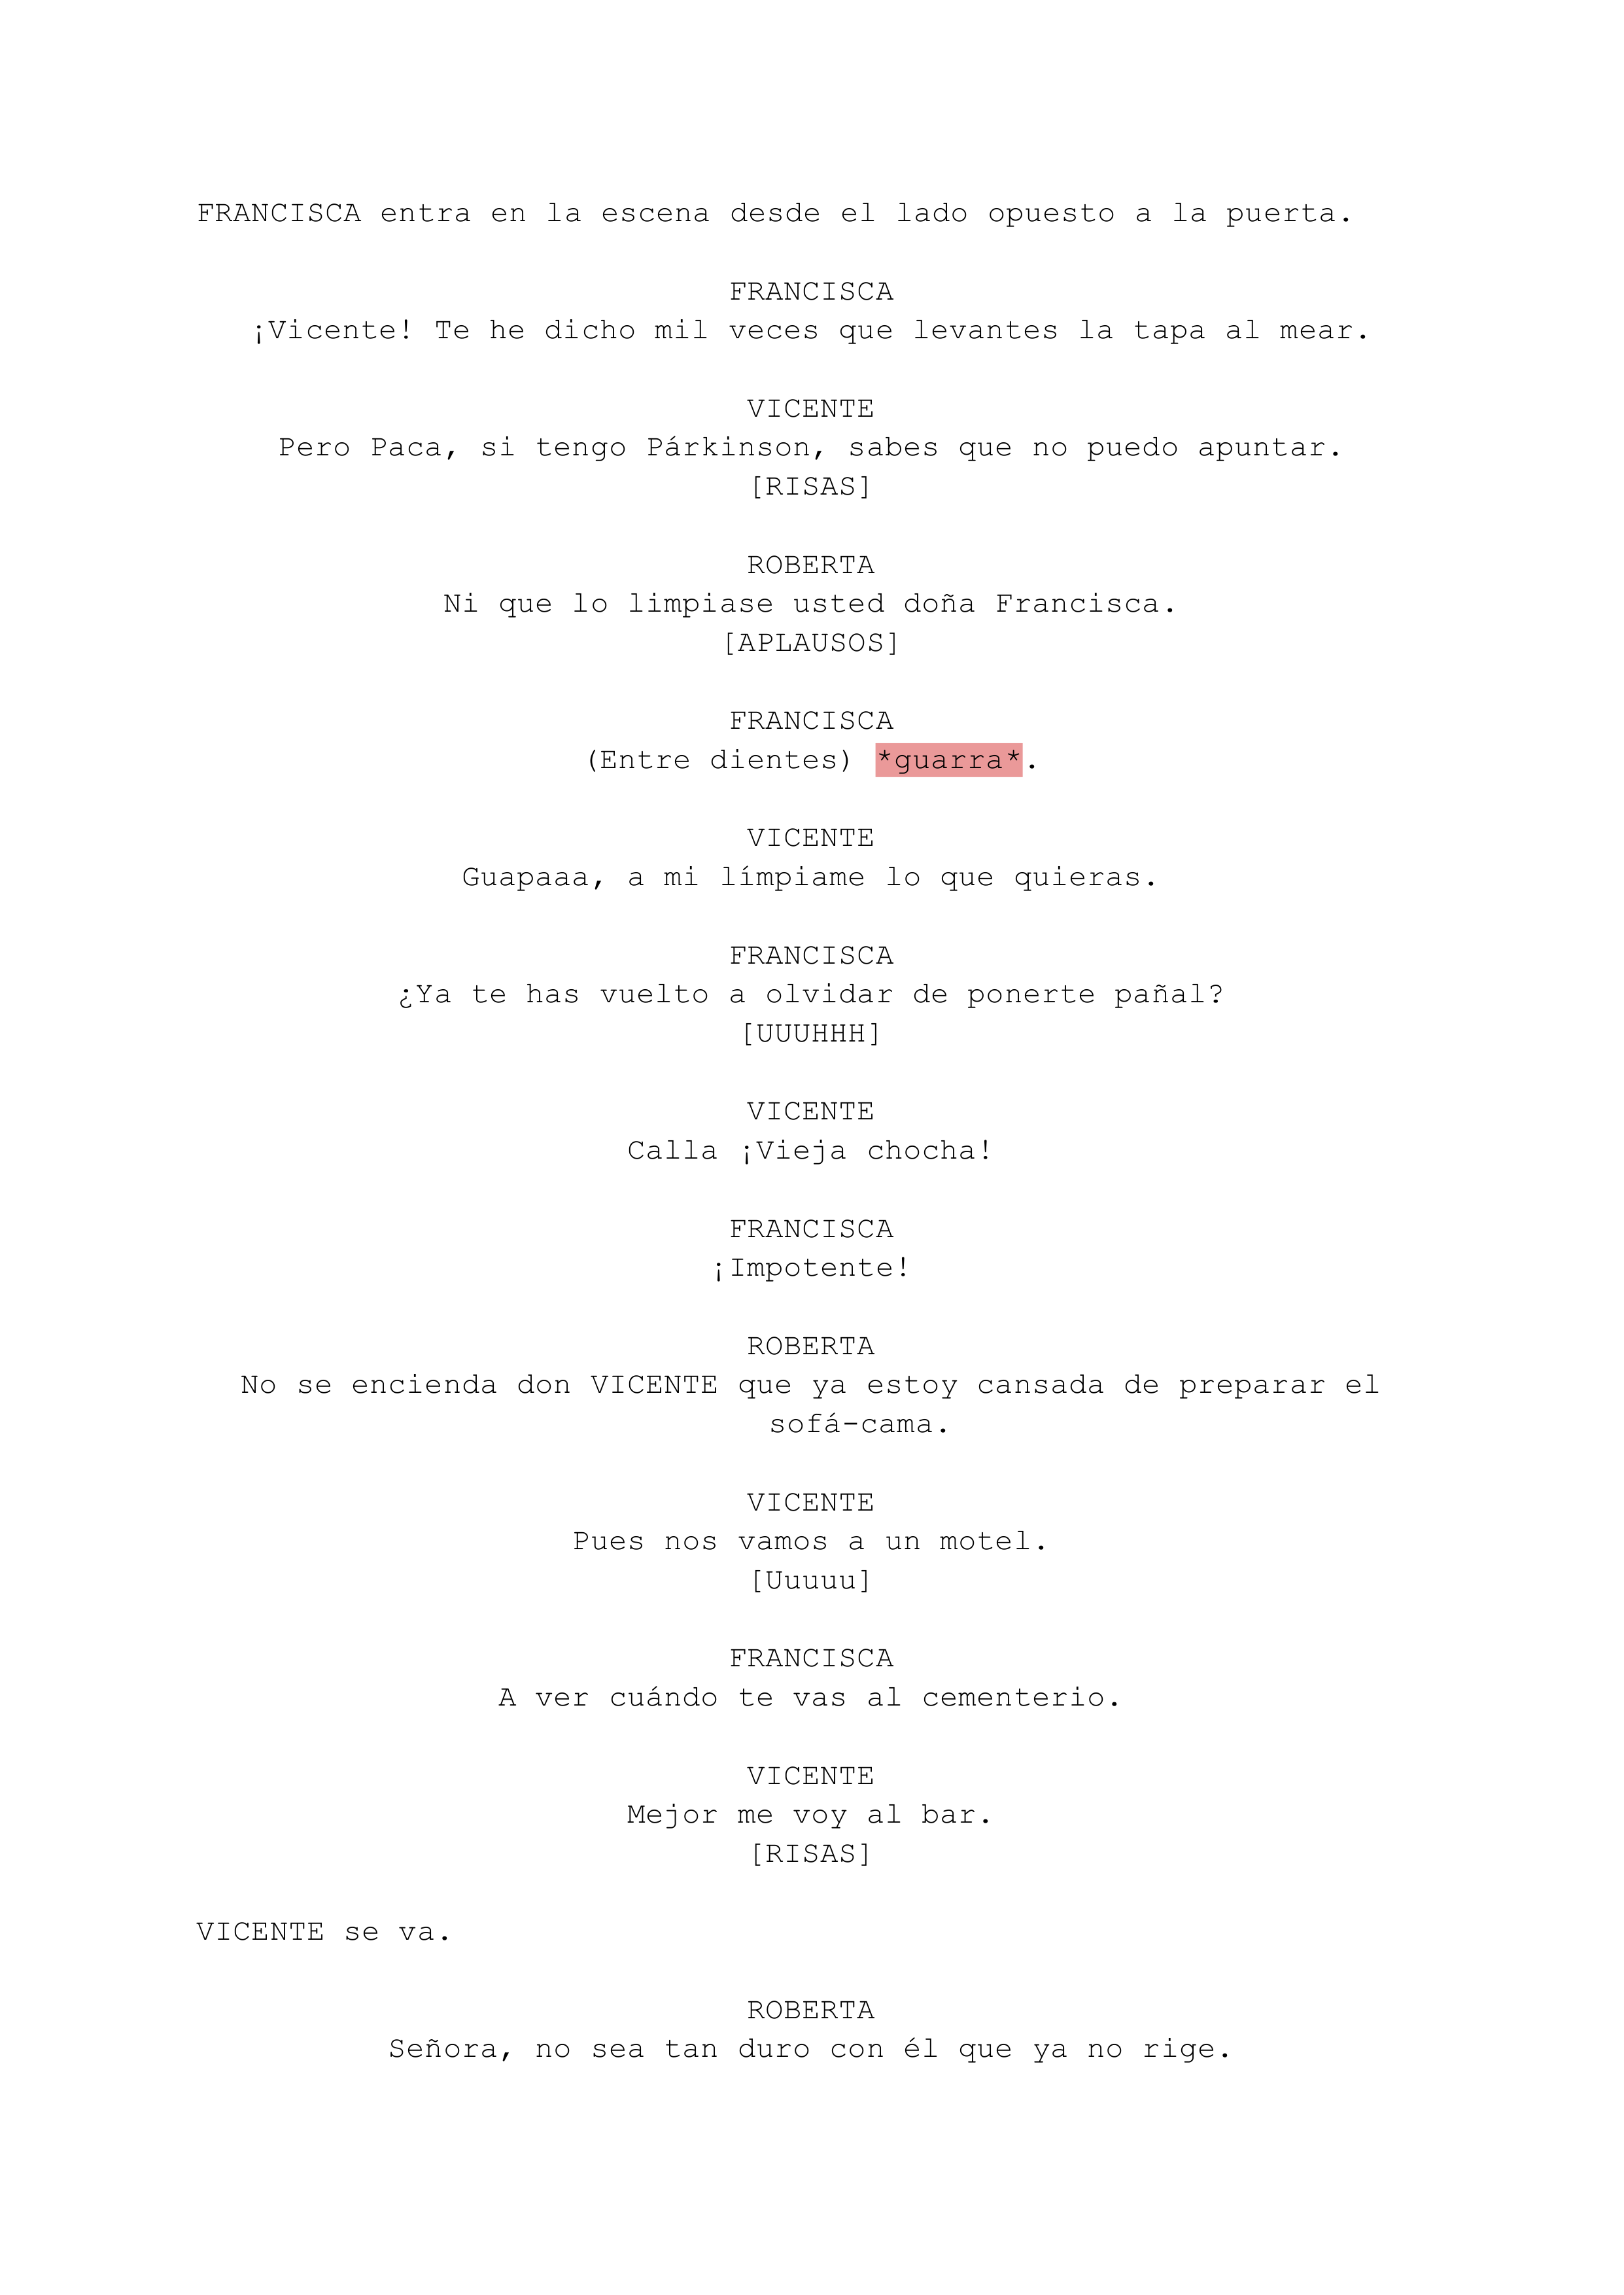 FRANCISCA entra en la escena desde el lado opuesto a la puerta.
FRANCISCA
¡Vicente! Te he dicho mil veces que levantes la tapa al mear.
VICENTE
Pero Paca, si tengo Párkinson, sabes que no puedo apuntar.
[RISAS]
ROBERTA
Ni que lo limpiase usted doña Francisca.
[APLAUSOS]
FRANCISCA
(Entre dientes) *guarra*.
VICENTE
Guapaaa, a mi límpiame lo que quieras.
FRANCISCA
¿Ya te has vuelto a olvidar de ponerte pañal?
[UUUHHH]
VICENTE
Calla ¡Vieja chocha!
FRANCISCA
¡Impotente!
ROBERTA
No se encienda don VICENTE que ya estoy cansada de preparar el
sofá-cama.
VICENTE
Pues nos vamos a un motel.
[Uuuuu]
FRANCISCA
A ver cuándo te vas al cementerio.
VICENTE
Mejor me voy al bar.
[RISAS]
VICENTE se va.
ROBERTA
Señora, no sea tan duro con él que ya no rige.